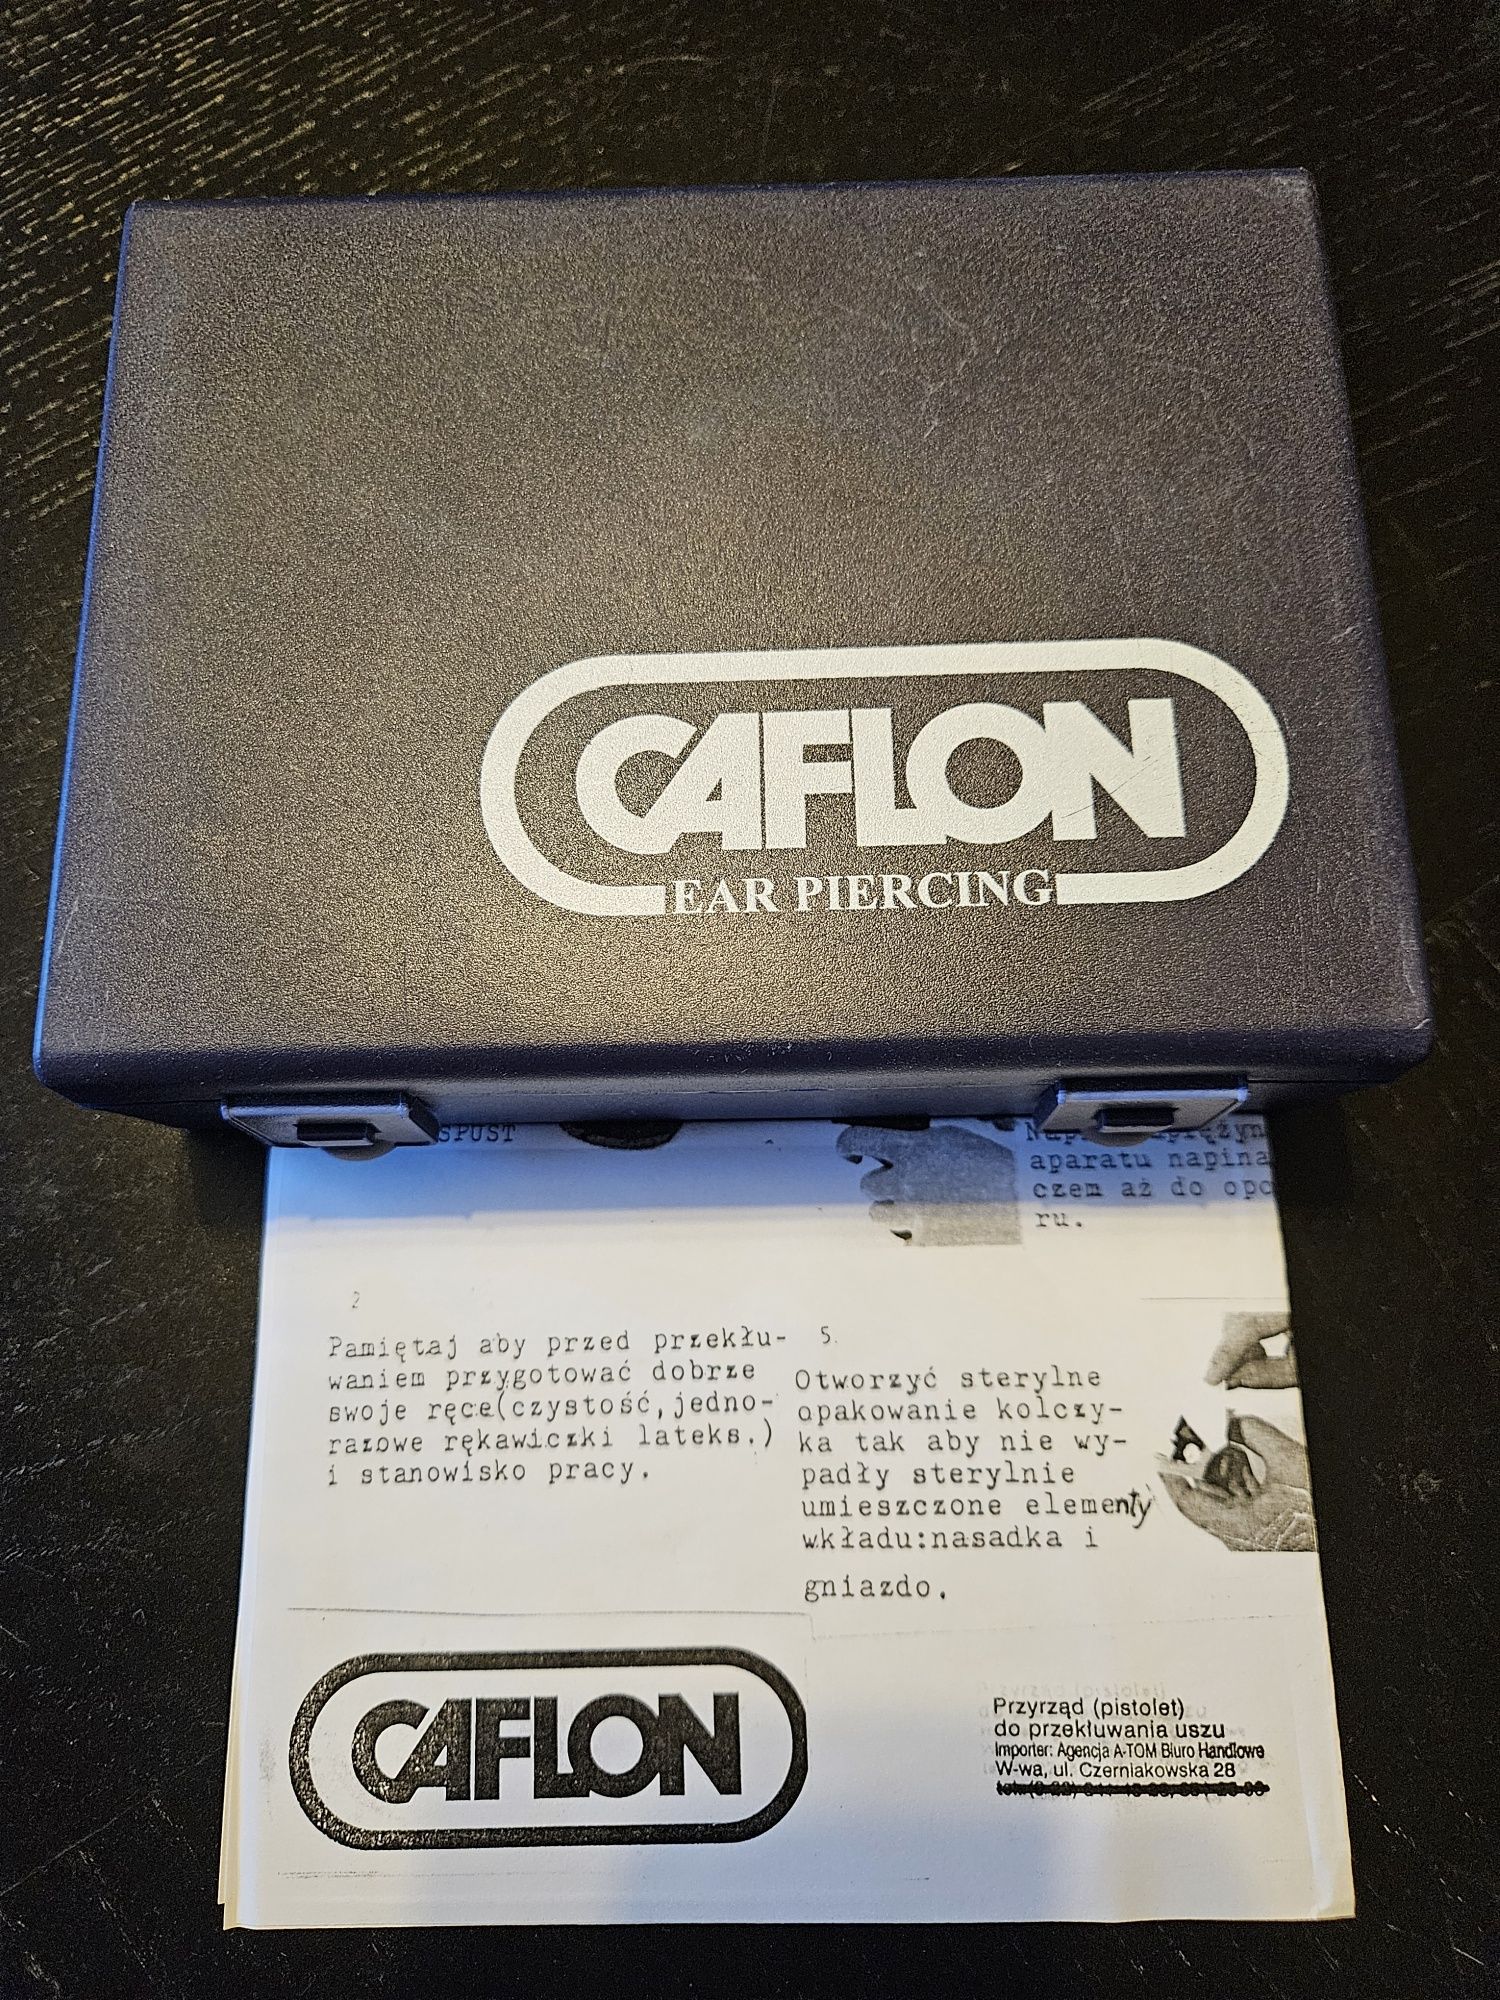 CAFLON
EAR PIERCING
SPUST
aparatu napina
czem aż do opo
ru.
2
Pamiętaj aby przed przekłu-
waniem przygotować dobrze
swoje ręce(czystość,jedno-
razowe rękawiczki lateks.)
i stanowisko pracy.
5.
Otworzyć sterylne
opakowanie kolczy-
ka tak aby nie wy-
padły sterylnie
umieszczone elementy
wkładu:nasadka i
gniazdo.
CAFLON
Przyrząd (pistolet)
do przekłuwania uszu
Importer: Agencja A-TOM Biuro Handlowe
W-wa, ul. Czerniakowska 28